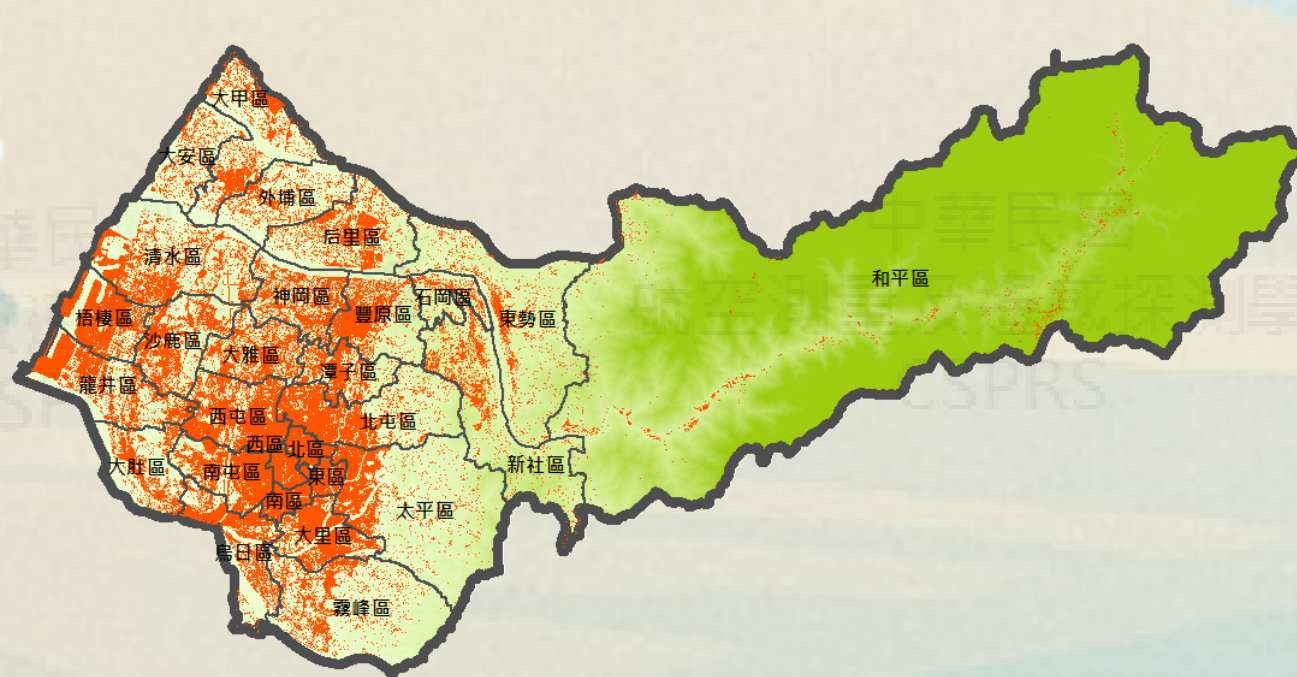 大甲區
大安區
外埔區
后里區
清水區
神岡區
石岡區
和平區
梧棲區
豐原區
東勢區
沙鹿區
大雅區
潭子區
龍井區
西屯區
北屯區
西區
北區
大肚區
南屯區
東區
新社區
南區
太平區
大里區
烏日區
霧峰區
中華民國
CSPRS